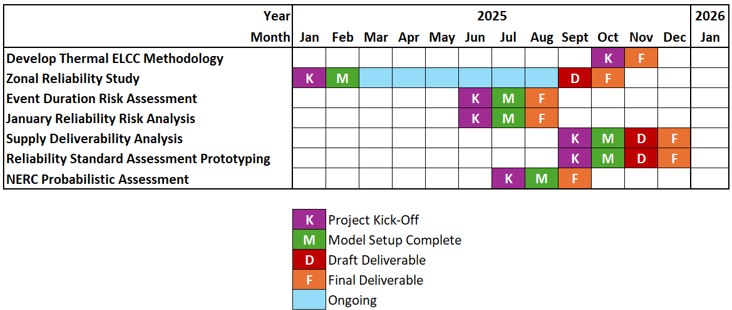 Year 2025 2026
Month Jan Feb Mar Apr May Jun Jul Aug Sept Oct Nov Dec Jan
Develop Thermal ELCC Methodology K F
Zonal Reliability Study K M D F
Event Duration Risk Assessment K M F
January Reliability Risk Analysis K M F
Supply Deliverability Analysis K M D F
Reliability Standard Assessment Prototyping K M D F
NERC Probabilistic Assessment K M F
K Project Kick-Off
M Model Setup Complete
D Draft Deliverable
F Final Deliverable
Ongoing